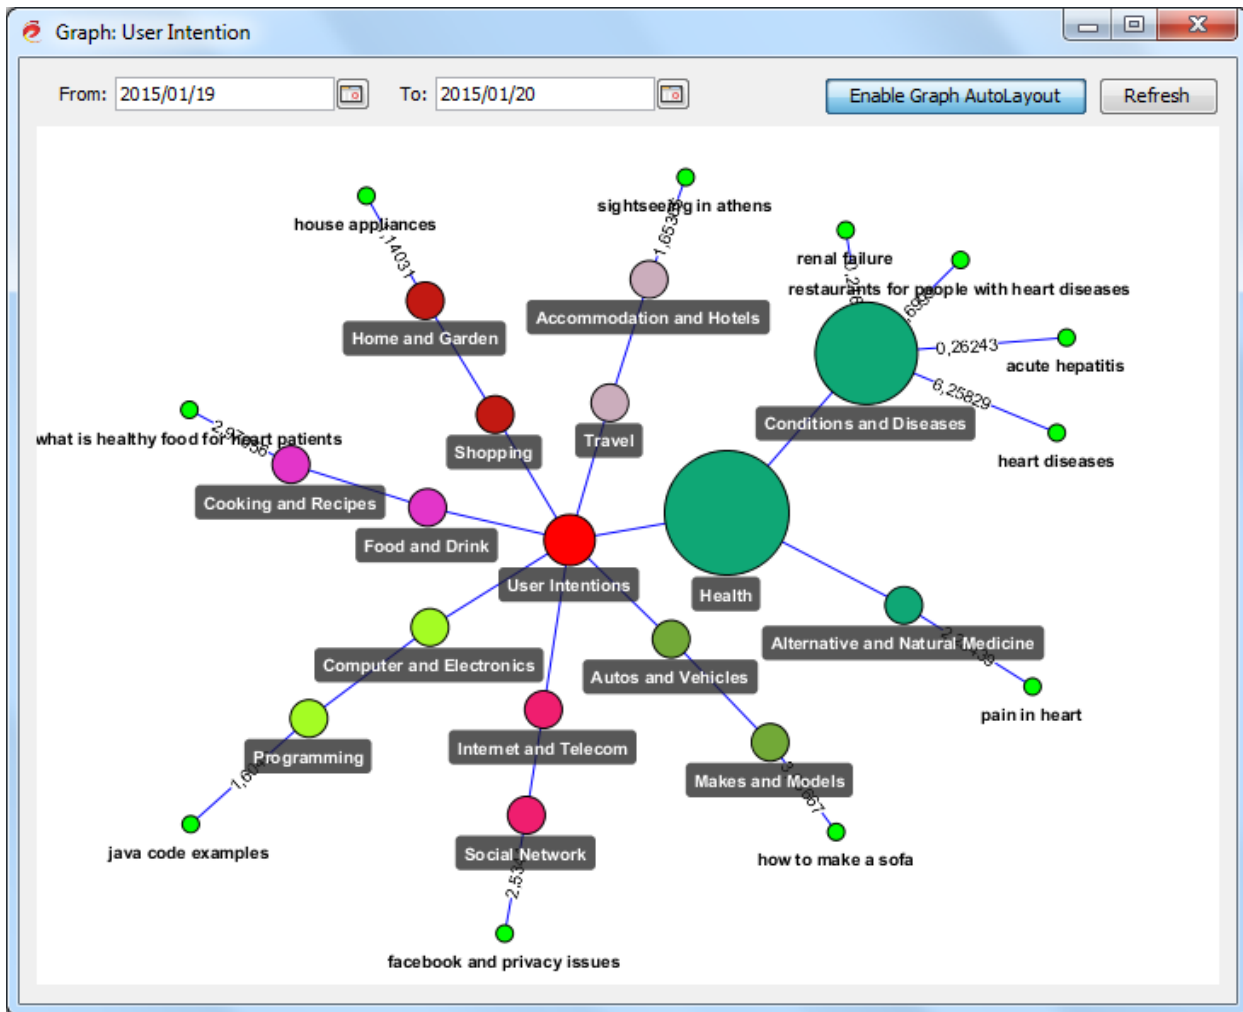 Graph: User Intention
From: 2015/01/19 To: 2015/01/20 Enable Graph AutoLayout Refresh
sightseeing in athens
house appliances
renal failure
restaurants for people with heart diseases
Accommodation and Hotels
Home and Garden
0,26243
acute hepatitis
6,25829
Conditions and Diseases
what is healthy food for heart patients
Travel
Shopping
heart diseases
Cooking and Recipes
Food and Drink
User Intentions
Health
Alternative and Natural Medicine
Computer and Electronics
Autos and Vehicles
pain in heart
Internet and Telecom
Programming
Makes and Models
Social Network
java code examples
how to make a sofa
facebook and privacy issues